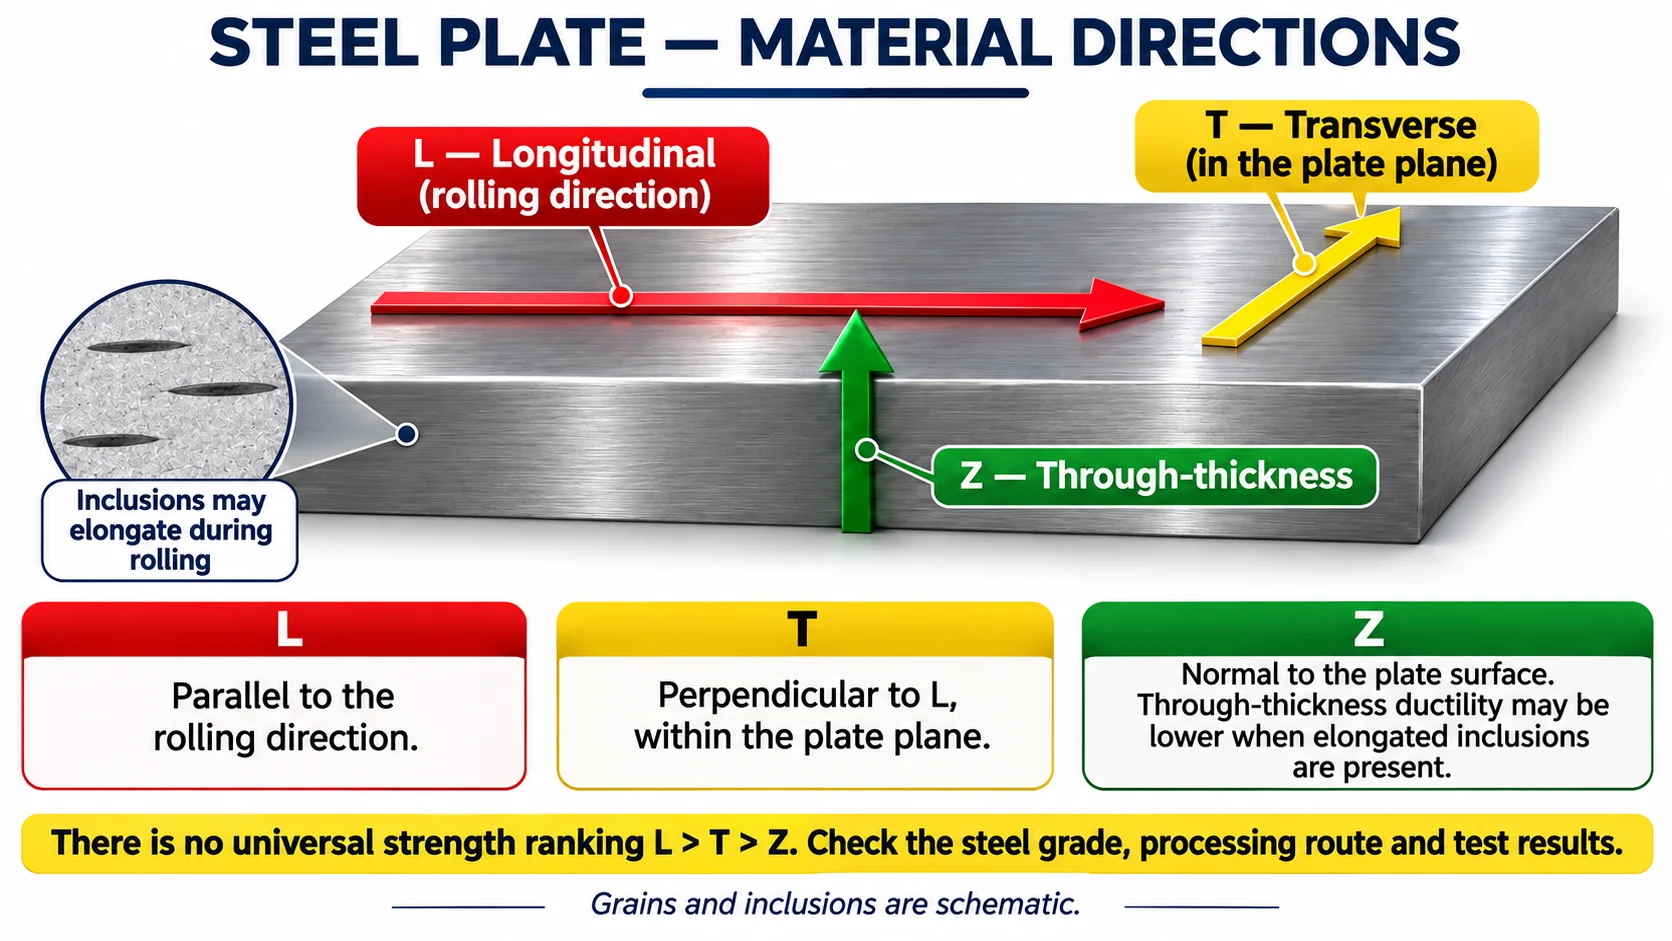 STEEL PLATE — MATERIAL DIRECTIONS
L — Longitudinal
(rolling direction)
T — Transverse
(in the plate plane)
Z — Through-thickness
Inclusions may
elongate during
rolling
L
Parallel to the
rolling direction.
T
Perpendicular to L,
within the plate plane.
Z
Normal to the plate surface.
Through-thickness ductility may be
lower when elongated inclusions
are present.
There is no universal strength ranking L > T > Z. Check the steel grade, processing route and test results.
Grains and inclusions are schematic.